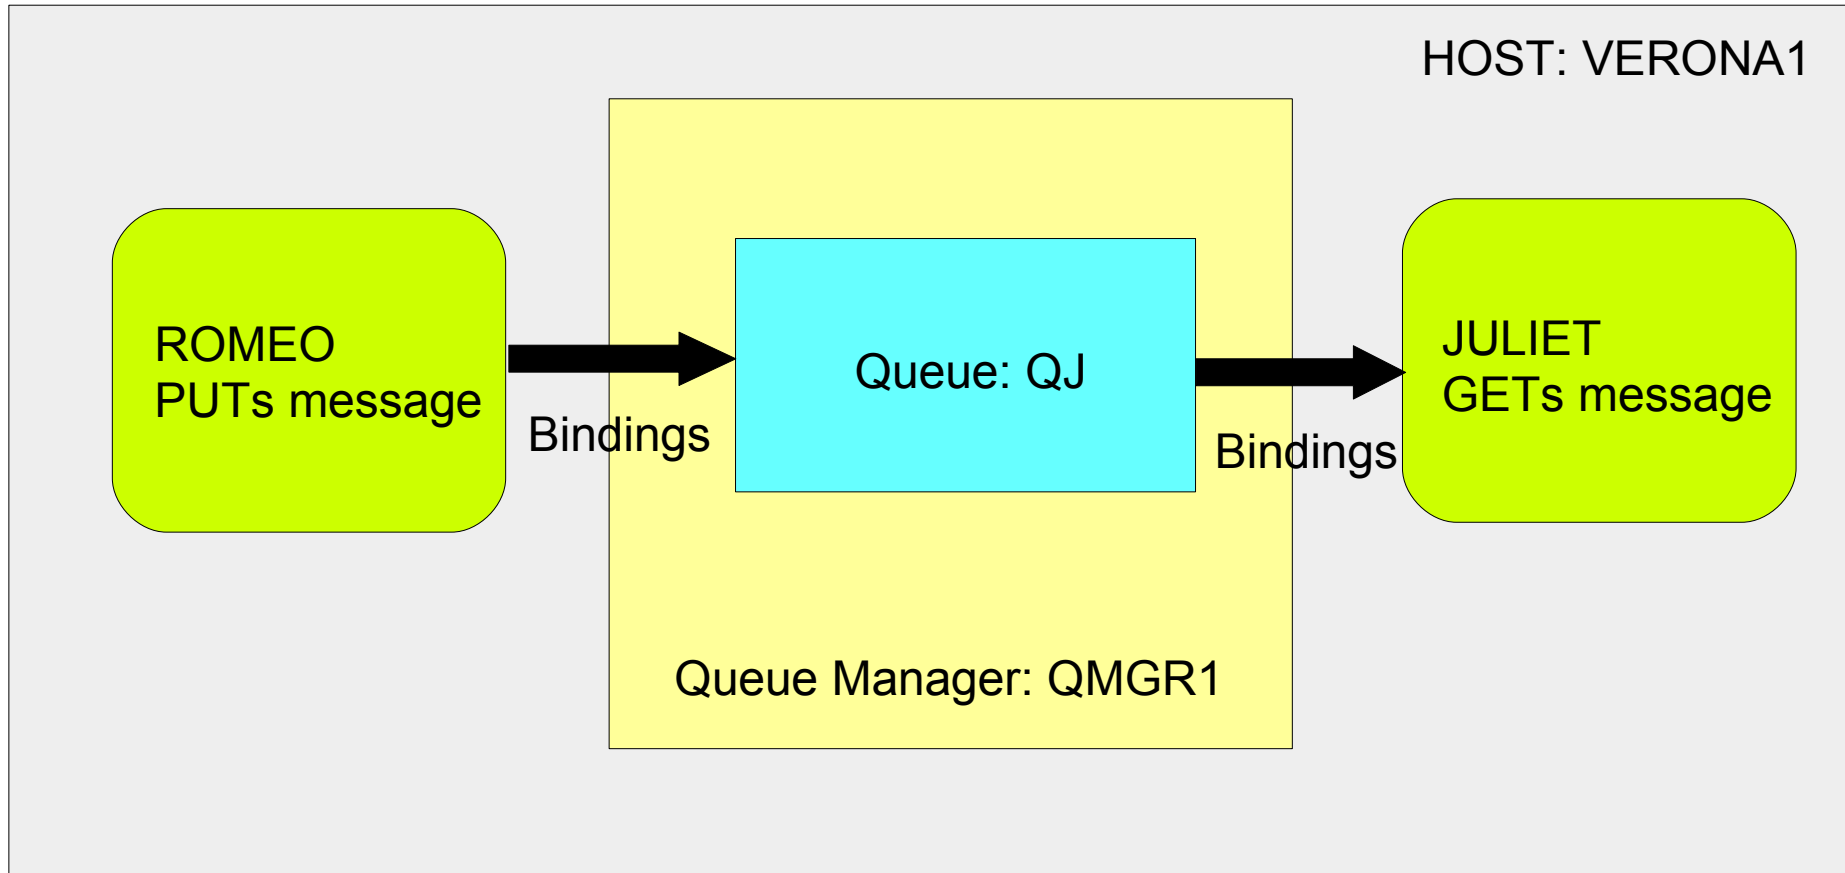 HOST: VERONA1
ROMEO
PUTs message
Bindings
Queue: QJ
Bindings
JULIET
GETs message
Queue Manager: QMGR1